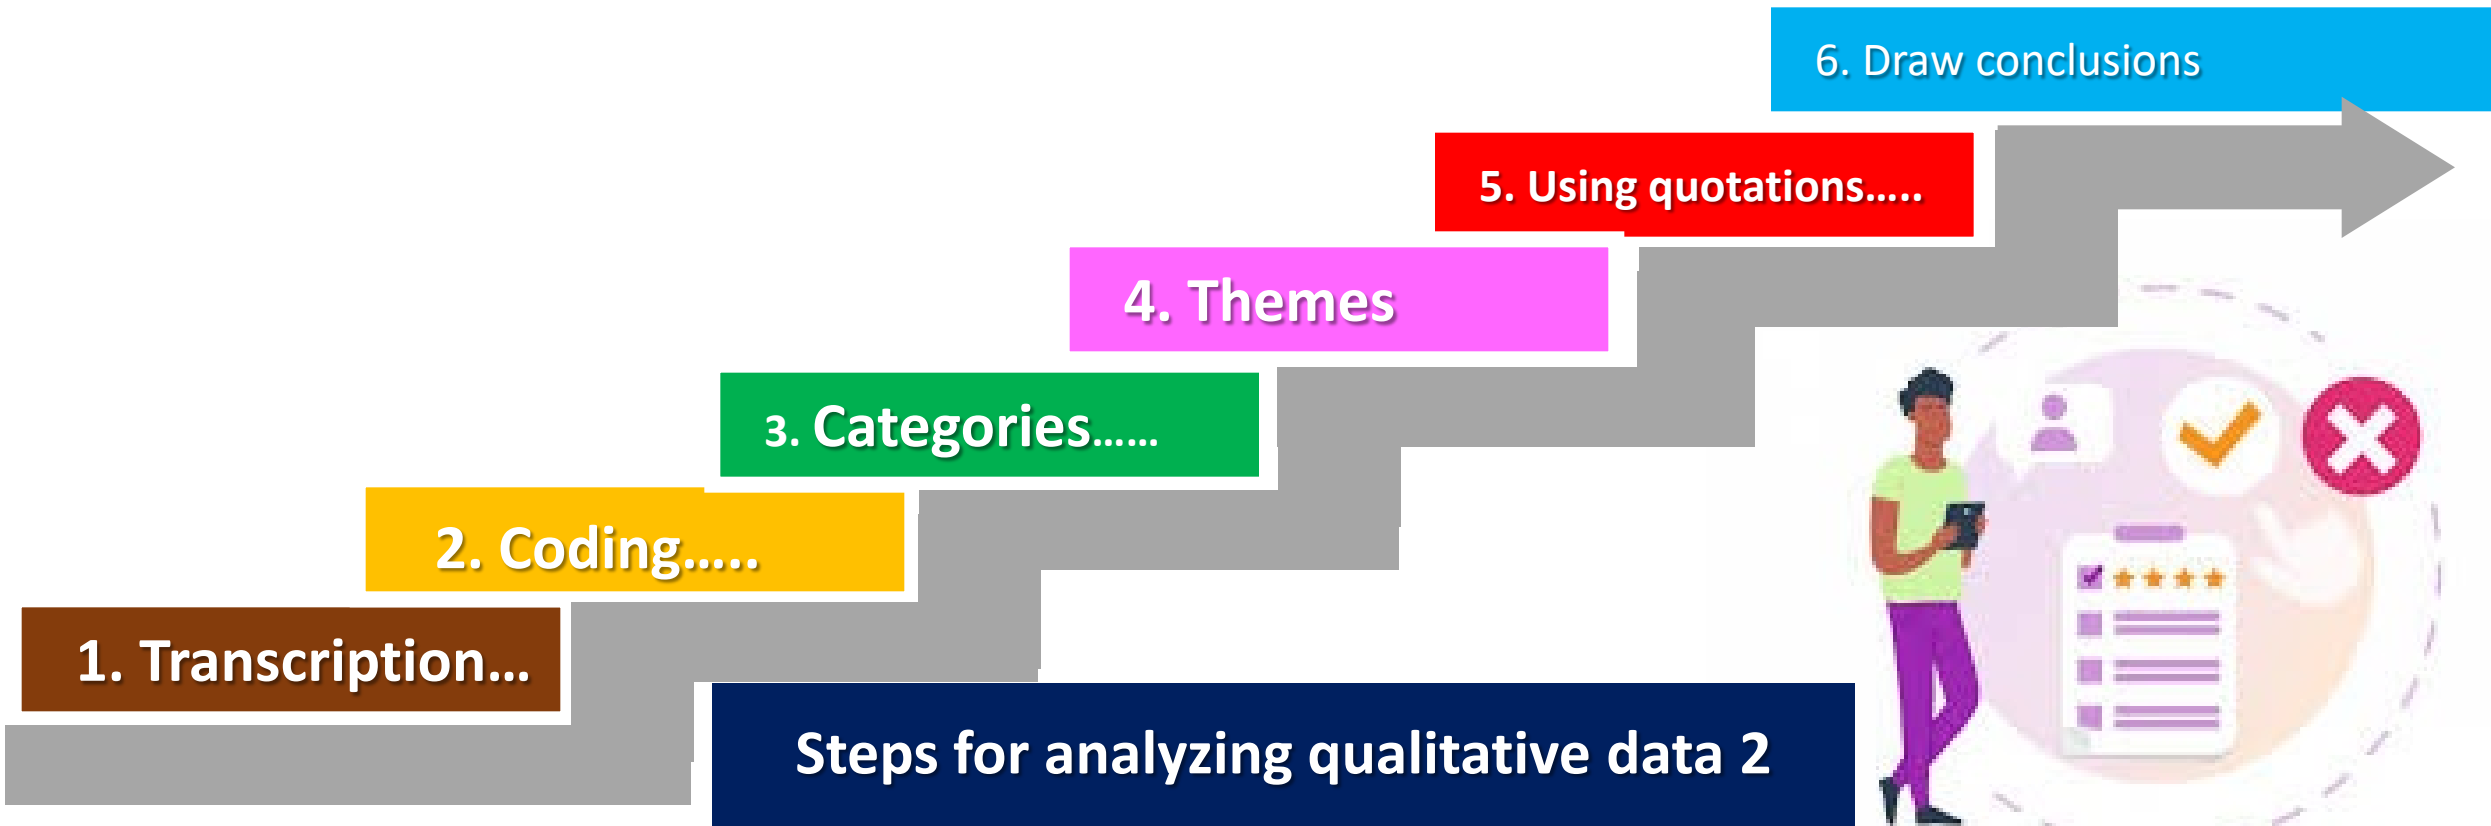 6. Draw conclusions
5. Using quotations.....
4. Themes
3. Categories......
2. Coding.....
1. Transcription...
Steps for analyzing qualitative data 2